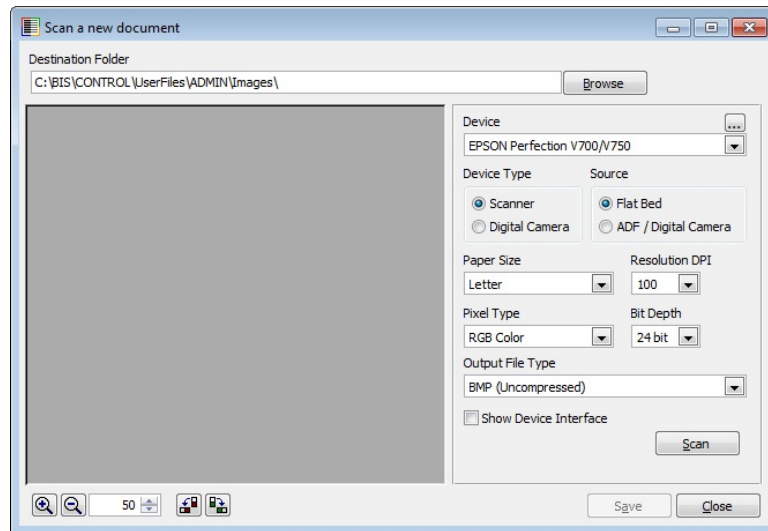 Scan a new document
Destination Folder
C:\BIS\CONTROL\UserFiles\ADMIN\Images\
Browse
Device
...
EPSON Perfection V700/V750
Device Type Source
Scanner Flat Bed
Digital Camera ADF / Digital Camera
Paper Size Resolution DPI
Letter 100
Pixel Type Bit Depth
RGB Color 24 bit
Output File Type
BMP (Uncompressed)
Show Device Interface
Scan
50 Save Close